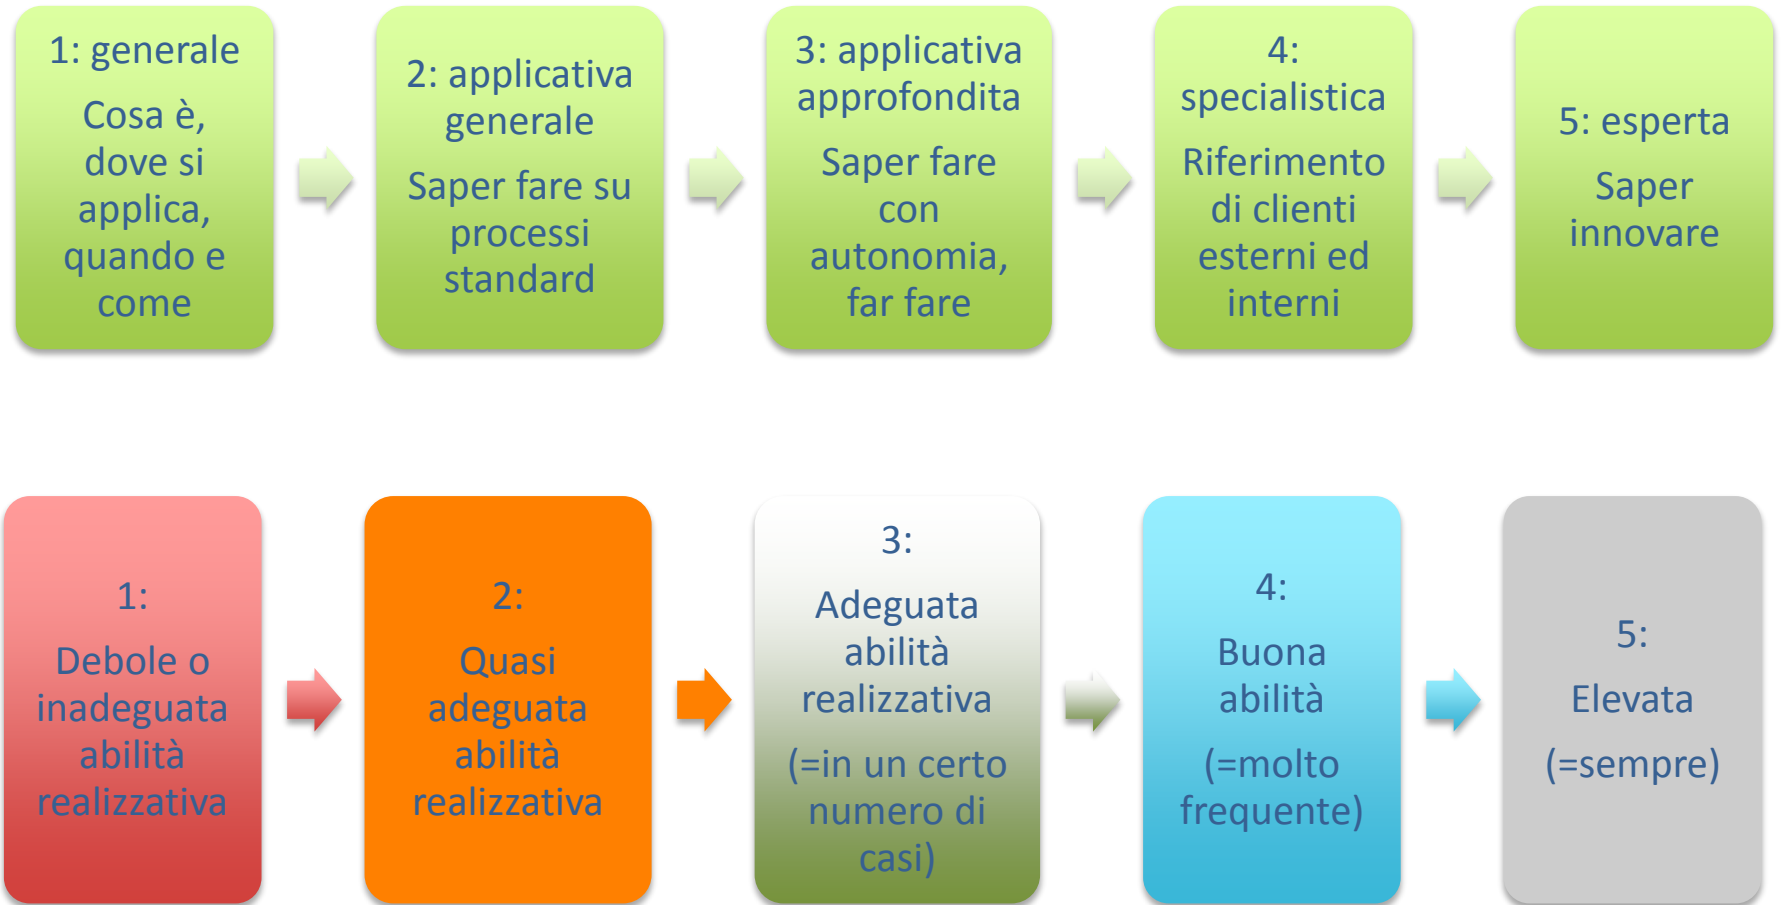 1: generale
Cosa è,
dove si
applica,
quando e
come
2: applicativa
generale
Saper fare su
processi
standard
3: applicativa
approfondita
Saper fare
con
autonomia,
far fare
4:
specialistica
Riferimento
di clienti
esterni ed
interni
5: esperta
Saper
innovare
1:
Debole o
inadeguata
abilità
realizzativa
2:
Quasi
adeguata
abilità
realizzativa
3:
Adeguata
abilità
realizzativa
(=in un certo
numero di
casi)
4:
Buona
abilità
(=molto
frequente)
5:
Elevata
(=sempre)